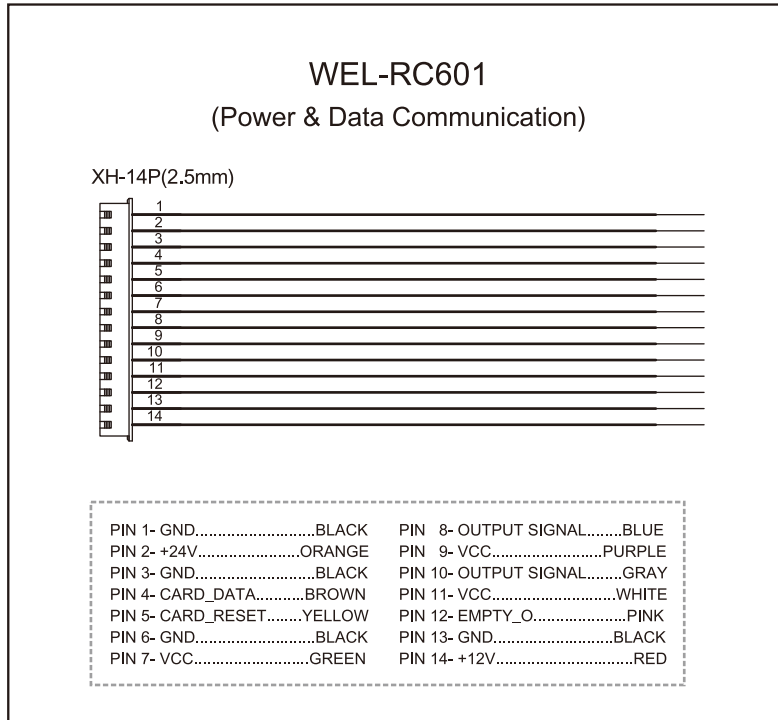 WEL-RC601
(Power & Data Communication)
XH-14P(2.5mm)
1
2
3
4
5
6
7
8
9
10
11
12
13
14
PIN 1- GND......................BLACK
PIN 2- +24V...................ORANGE
PIN 3- GND......................BLACK
PIN 4- CARD_DATA........BROWN
PIN 5- CARD_RESET......YELLOW
PIN 6- GND......................BLACK
PIN 7- VCC.....................GREEN
PIN 8- OUTPUT SIGNAL......BLUE
PIN 9- VCC....................PURPLE
PIN 10- OUTPUT SIGNAL......GRAY
PIN 11- VCC......................WHITE
PIN 12- EMPTY_O................PINK
PIN 13- GND.....................BLACK
PIN 14- +12V.......................RED